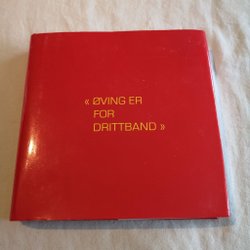 « ØVING ER
FOR
DRITTBAND »